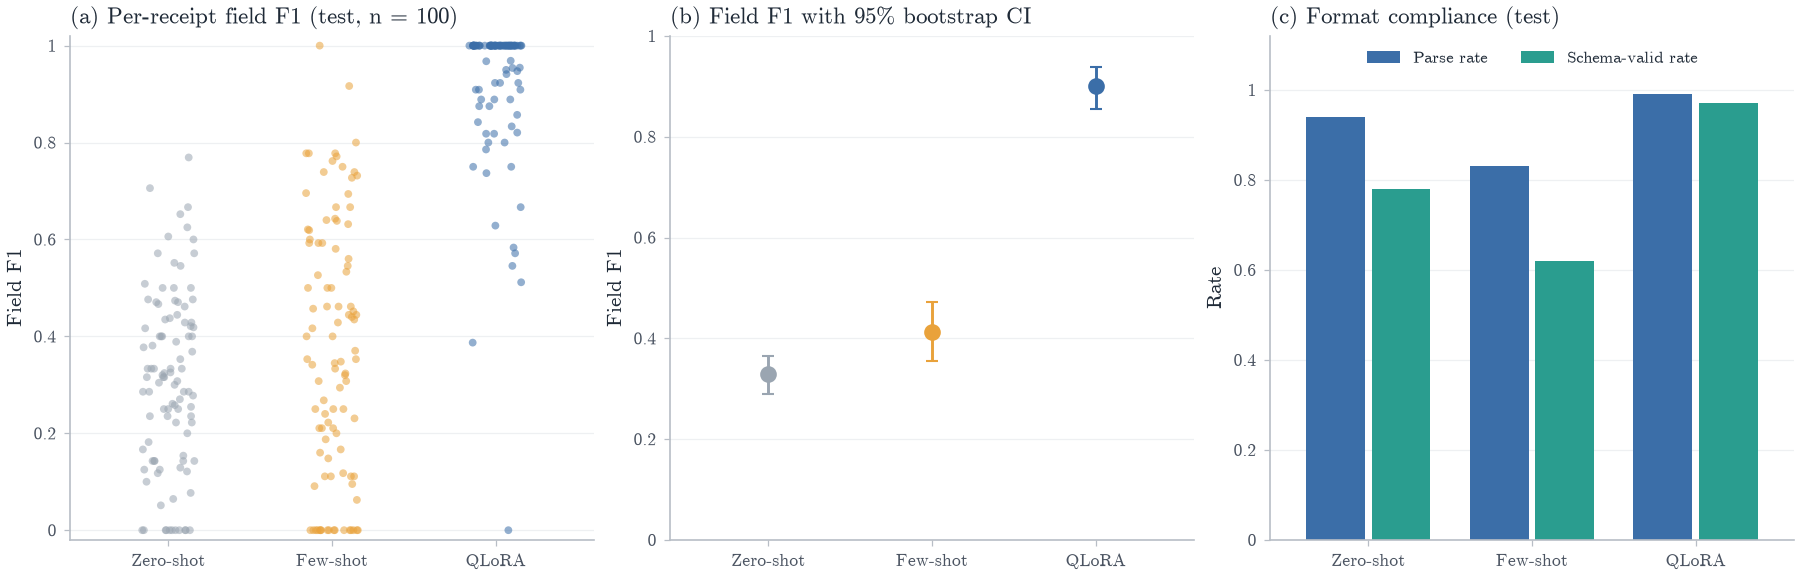 (a) Per-receipt field F1 (test, n = 100)
Field F1
1
0.8
0.6
0.4
0.2
0
Zero-shot
Few-shot
QLoRA
(b) Field F1 with 95% bootstrap CI
Field F1
1
0.8
0.6
0.4
0.2
0
Zero-shot
Few-shot
QLoRA
(c) Format compliance (test)
Parse rate
Schema-valid rate
Rate
1
0.8
0.6
0.4
0.2
0
Zero-shot
Few-shot
QLoRA